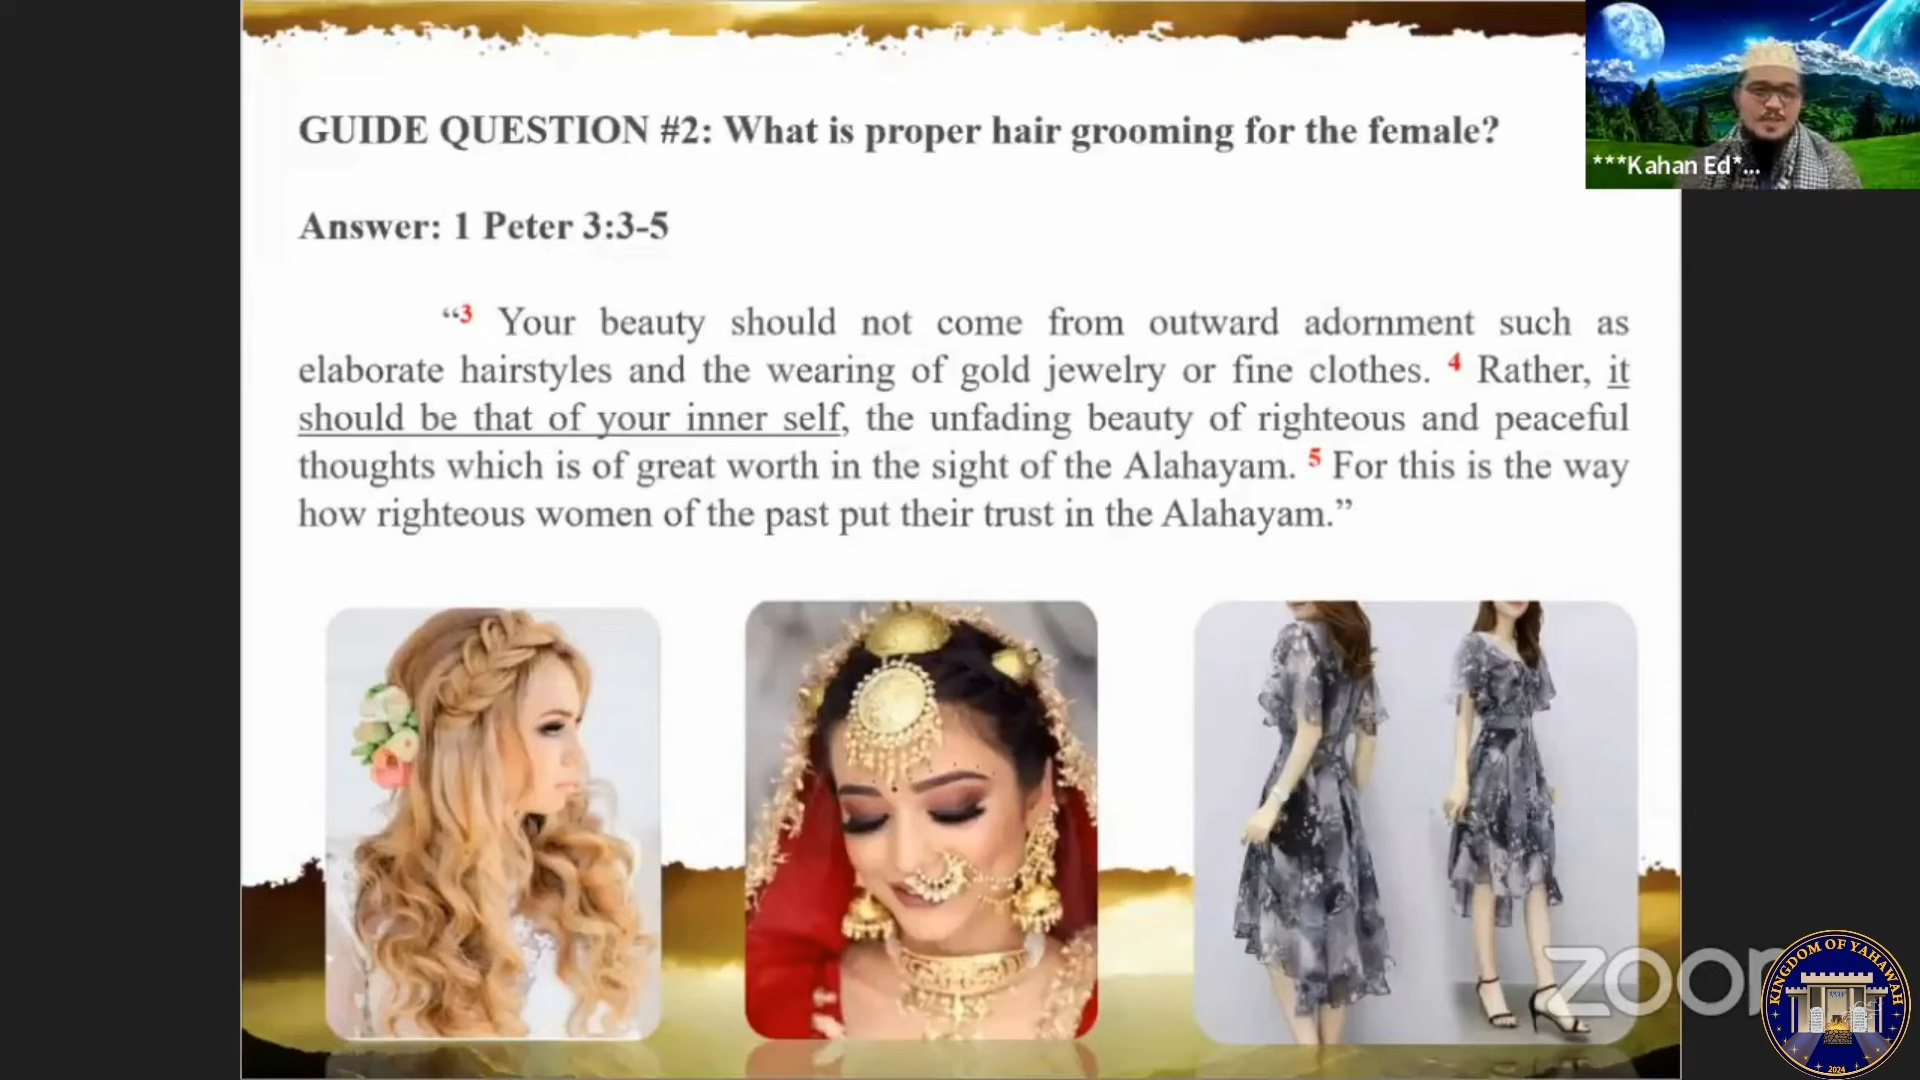 GUIDE QUESTION #2: What is proper hair grooming for the female?
***Kahan Ed*...
Answer: 1 Peter 3:3-5
“3 Your beauty should not come from outward adornment such as
elaborate hairstyles and the wearing of gold jewelry or fine clothes. 4 Rather, it
should be that of your inner self, the unfading beauty of righteous and peaceful
thoughts which is of great worth in the sight of the Alahayam. 5 For this is the way
how righteous women of the past put their trust in the Alahayam.”
zoom
KINGDOM OF YAHAWAH
2024